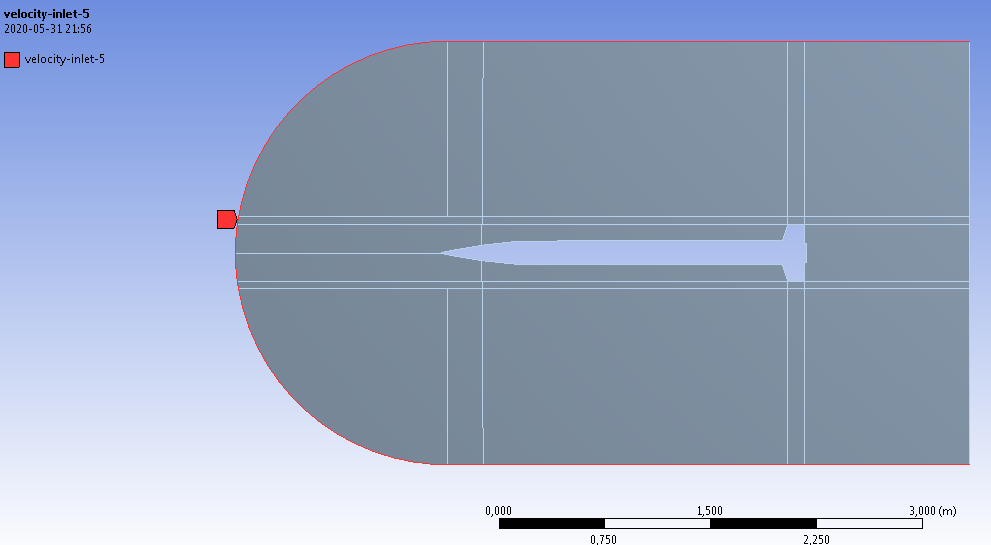 velocity-inlet-5
2020-05-31 21:56
velocity-inlet-5
0,000 1,500 3,000 (m)
0,750 2,250